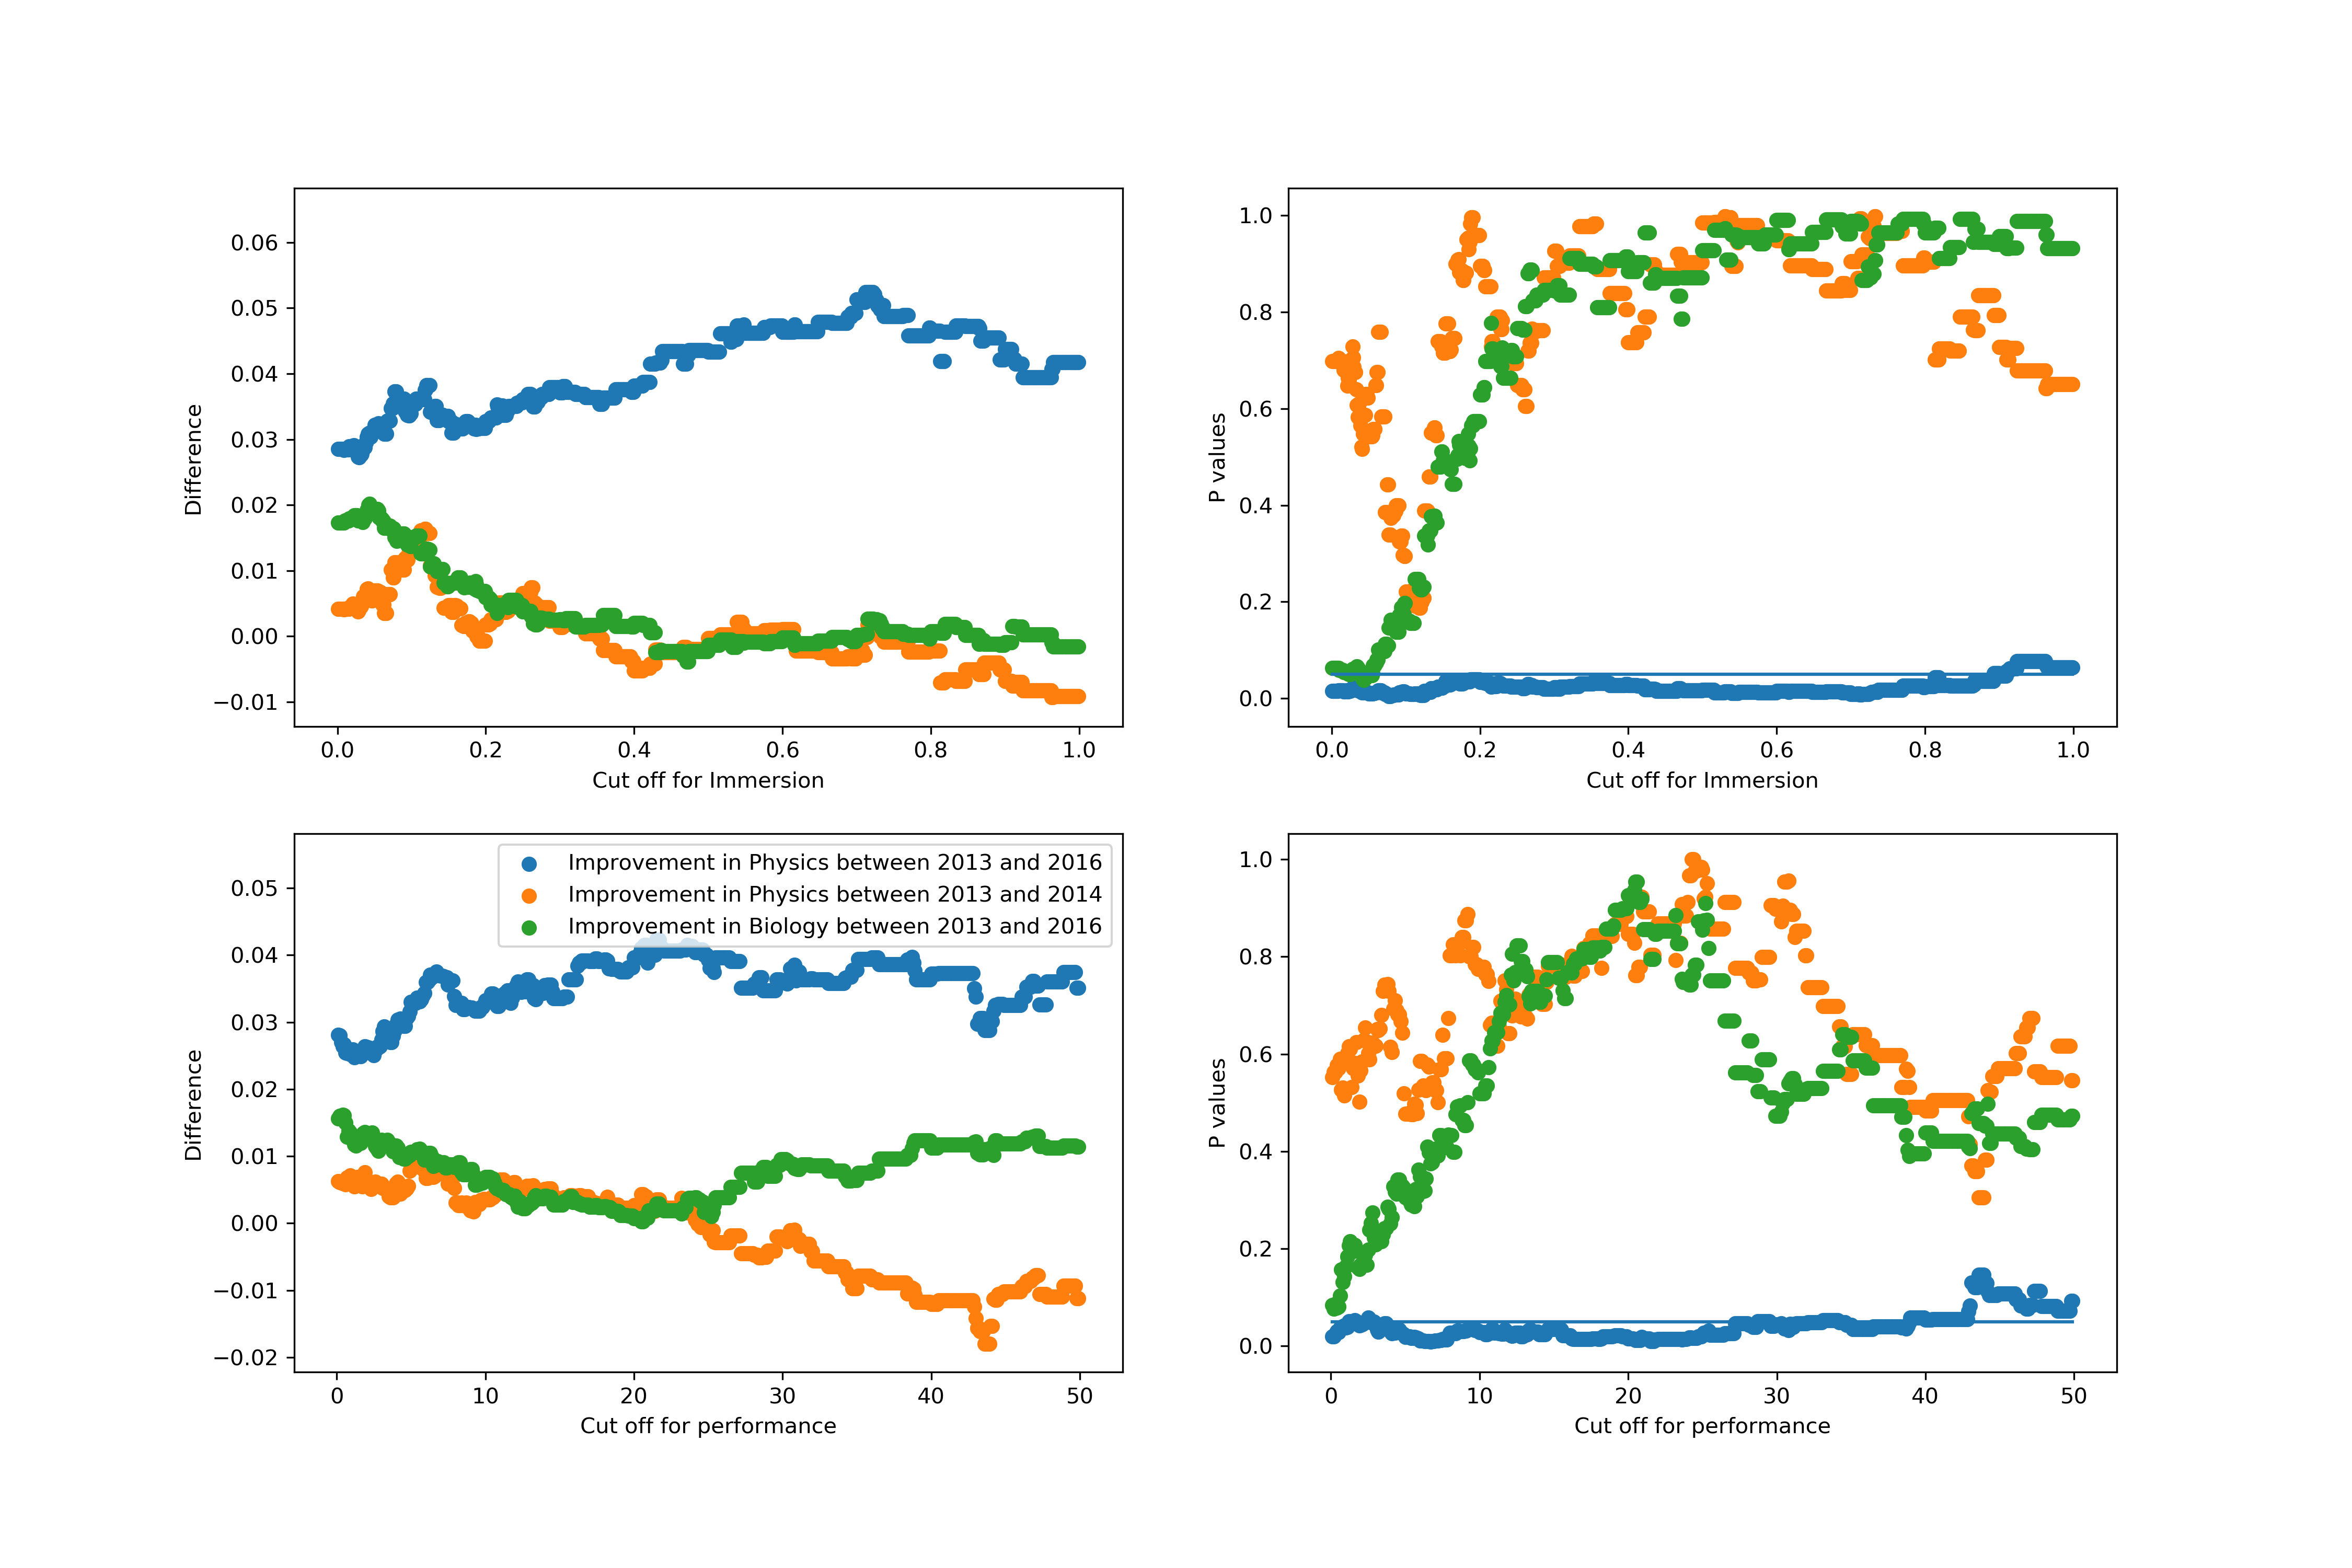 0.06
0.05
0.04
0.03
0.02
0.01
0.00
−0.01
Difference
0.0 0.2 0.4 0.6 0.8 1.0
Cut off for Immersion
1.0
0.8
0.6
0.4
0.2
0.0
P values
0.0 0.2 0.4 0.6 0.8 1.0
Cut off for Immersion
Improvement in Physics between 2013 and 2016
Improvement in Physics between 2013 and 2014
Improvement in Biology between 2013 and 2016
0.05
0.04
0.03
0.02
0.01
0.00
−0.01
−0.02
Difference
0 10 20 30 40 50
Cut off for performance
1.0
0.8
0.6
0.4
0.2
0.0
P values
0 10 20 30 40 50
Cut off for performance